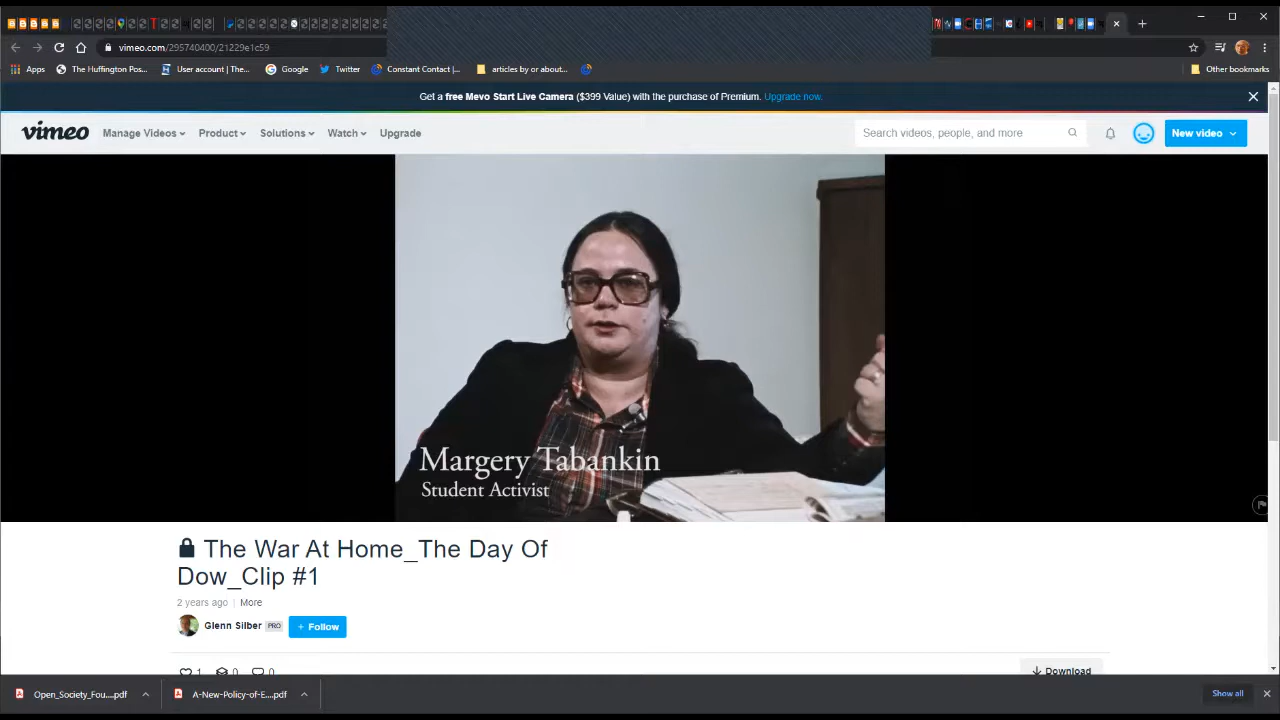 vimeo.com/295740400/21229e1c59
Apps
The Huffington Pos...
User account | The...
Google
Twitter
Constant Contact |...
articles by or about...
Other bookmarks
Get a free Mevo Start Live Camera ($399 Value) with the purchase of Premium. Upgrade now.
vimeo
Manage Videos
Product
Solutions
Watch
Upgrade
Search videos, people, and more
New video
Margery Tabankin
Student Activist
The War At Home_The Day Of
Dow_Clip #1
2 years ago | More
Glenn Silber PRO
+ Follow
1 0 0
Download
Open_Society_Fou....pdf
A-New-Policy-of-E....pdf
Show all